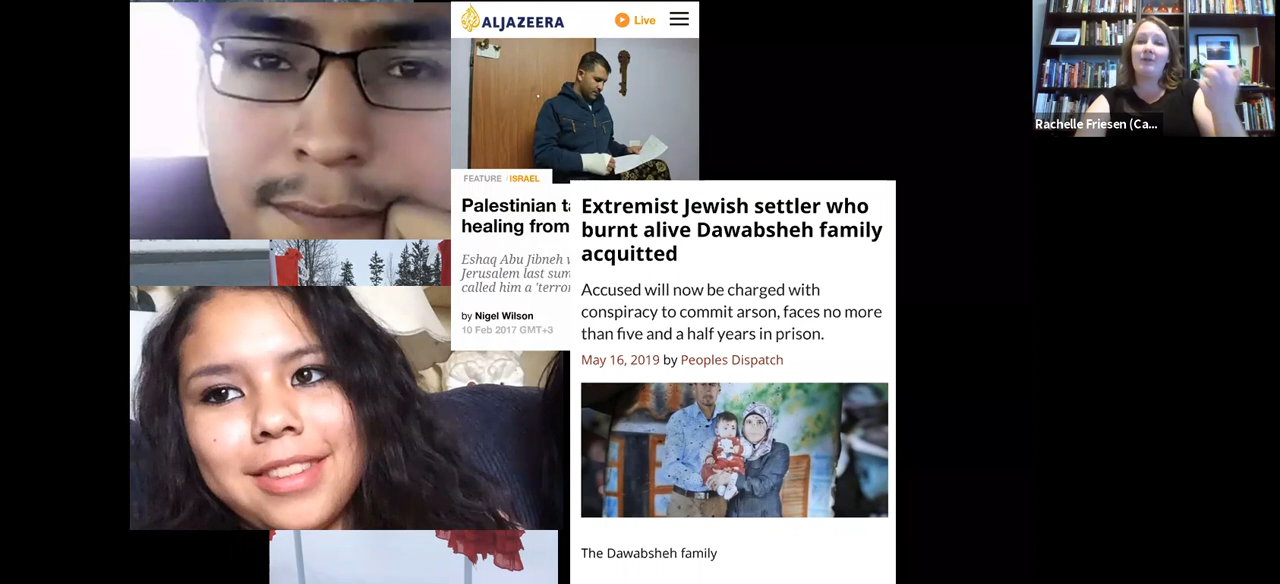 ALJAZEERA
Live
FEATURE / ISRAEL
Palestinian
healing from
Eshaq Abu Jibneh
Jerusalem last
called him a
by Nigel Wilson
10 Feb 2017 GMT+3
Extremist Jewish settler who
burnt alive Dawabsheh family
acquitted
Accused will now be charged with
conspiracy to commit arson, faces no more
than five and a half years in prison.
May 16, 2019 by Peoples Dispatch
The Dawabsheh family
Rachelle Friesen (Ca...